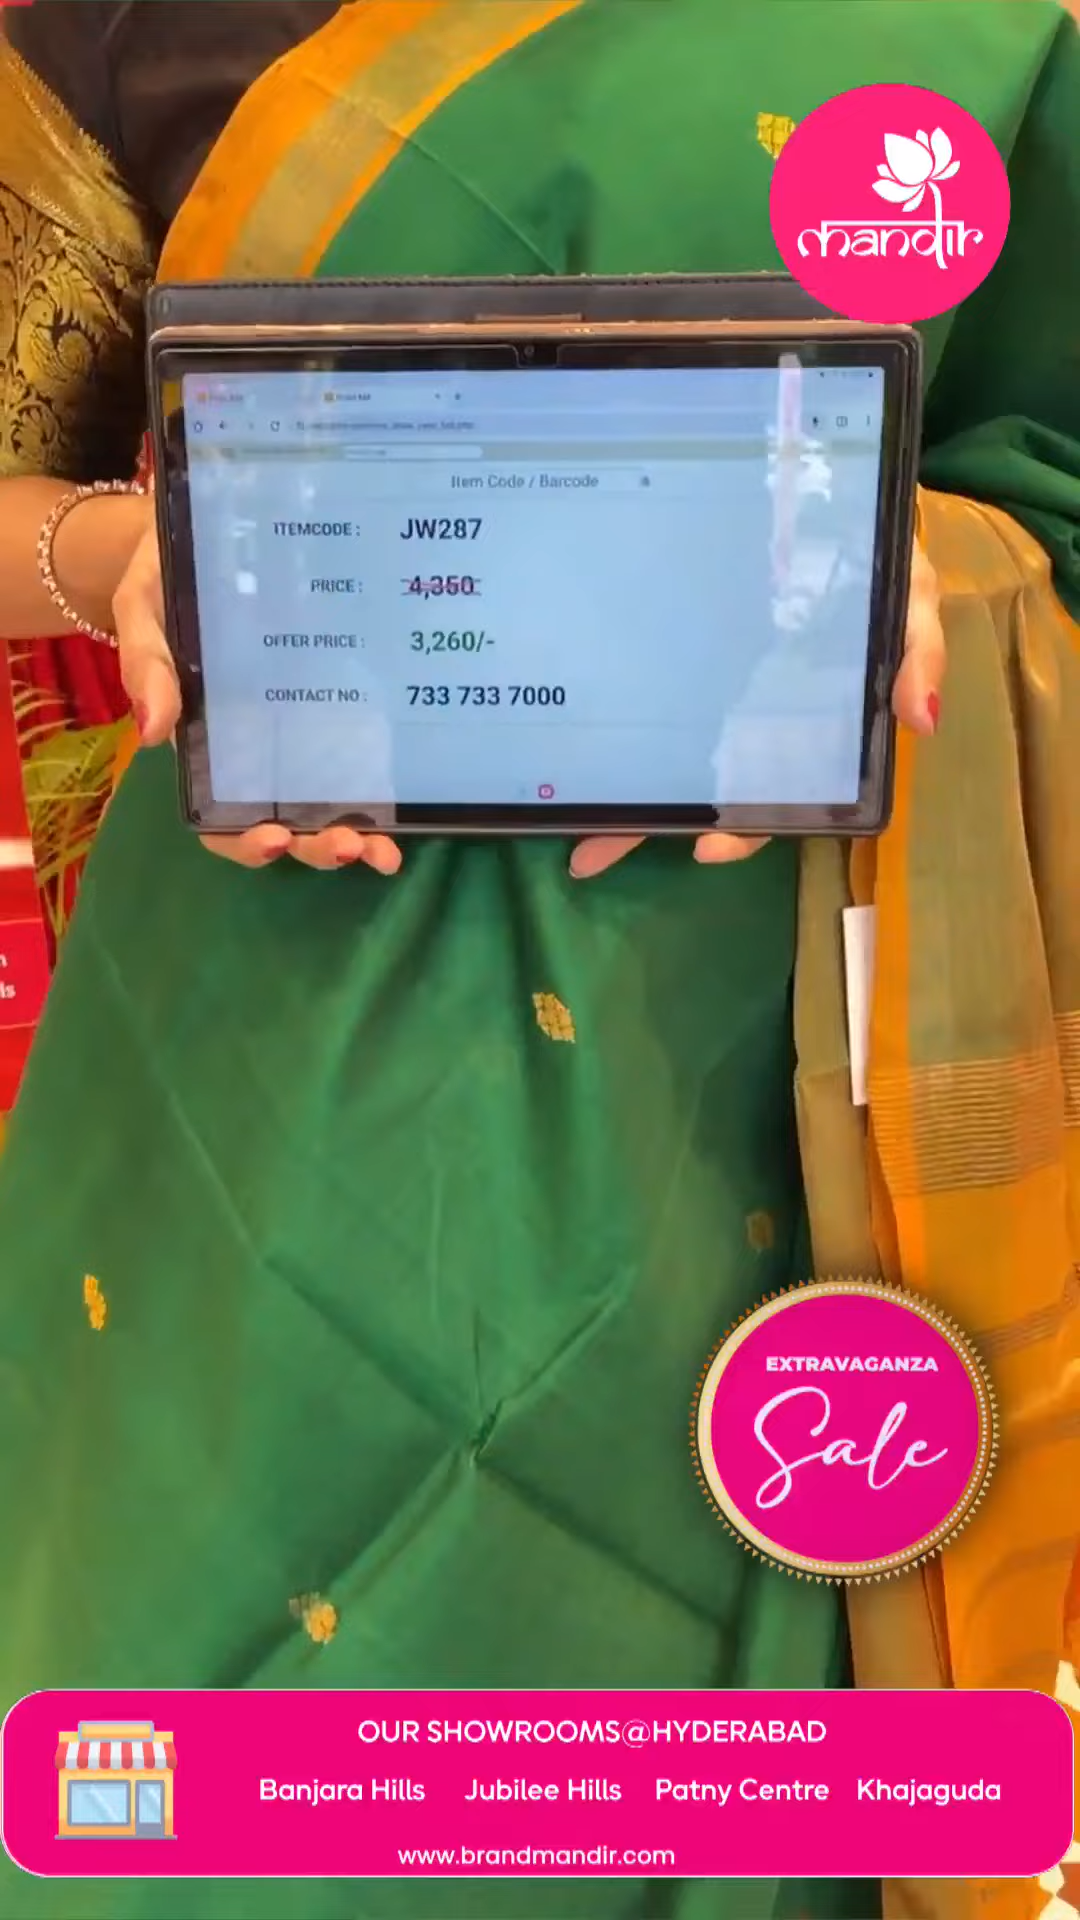 mandir
Item Code / Barcode
ITEMCODE : JW287
PRICE : 4,350
OFFER PRICE : 3,260/-
CONTACT NO : 733 733 7000
EXTRAVAGANZA
Sale
OUR SHOWROOMS@HYDERABAD
Banjara Hills Jubilee Hills Patny Centre Khajaguda
www.brandmandir.com